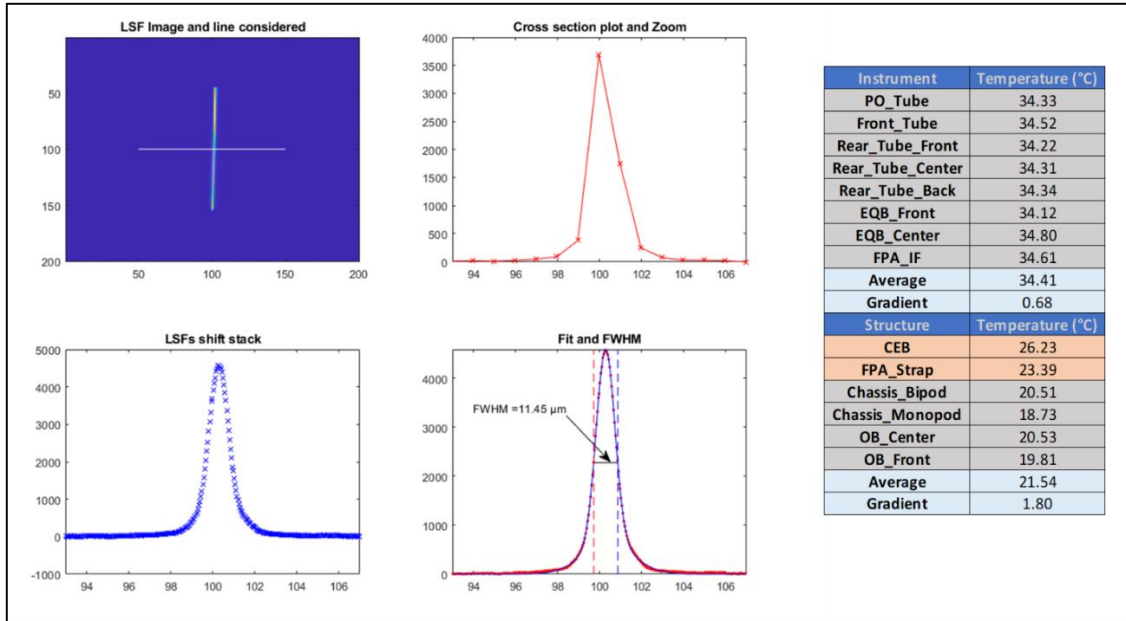 LSF Image and line considered
50
100
150
200
50 100 150 200
Cross section plot and Zoom
4000
3500
3000
2500
2000
1500
1000
500
0
94 96 98 100 102 104 106
LSFs shift stack
5000
4000
3000
2000
1000
0
-1000
94 96 98 100 102 104 106
Fit and FWHM
FWHM =11.45 µm
4000
3000
2000
1000
0
94 96 98 100 102 104 106
Instrument Temperature (°C)
PO_Tube 34.33
Front_Tube 34.52
Rear_Tube_Front 34.22
Rear_Tube_Center 34.31
Rear_Tube_Back 34.34
EQB_Front 34.12
EQB_Center 34.80
FPA_IF 34.61
Average 34.41
Gradient 0.68
Structure Temperature (°C)
CEB 26.23
FPA_Strap 23.39
Chassis_Bipod 20.51
Chassis_Monopod 18.73
OB_Center 20.53
OB_Front 19.81
Average 21.54
Gradient 1.80